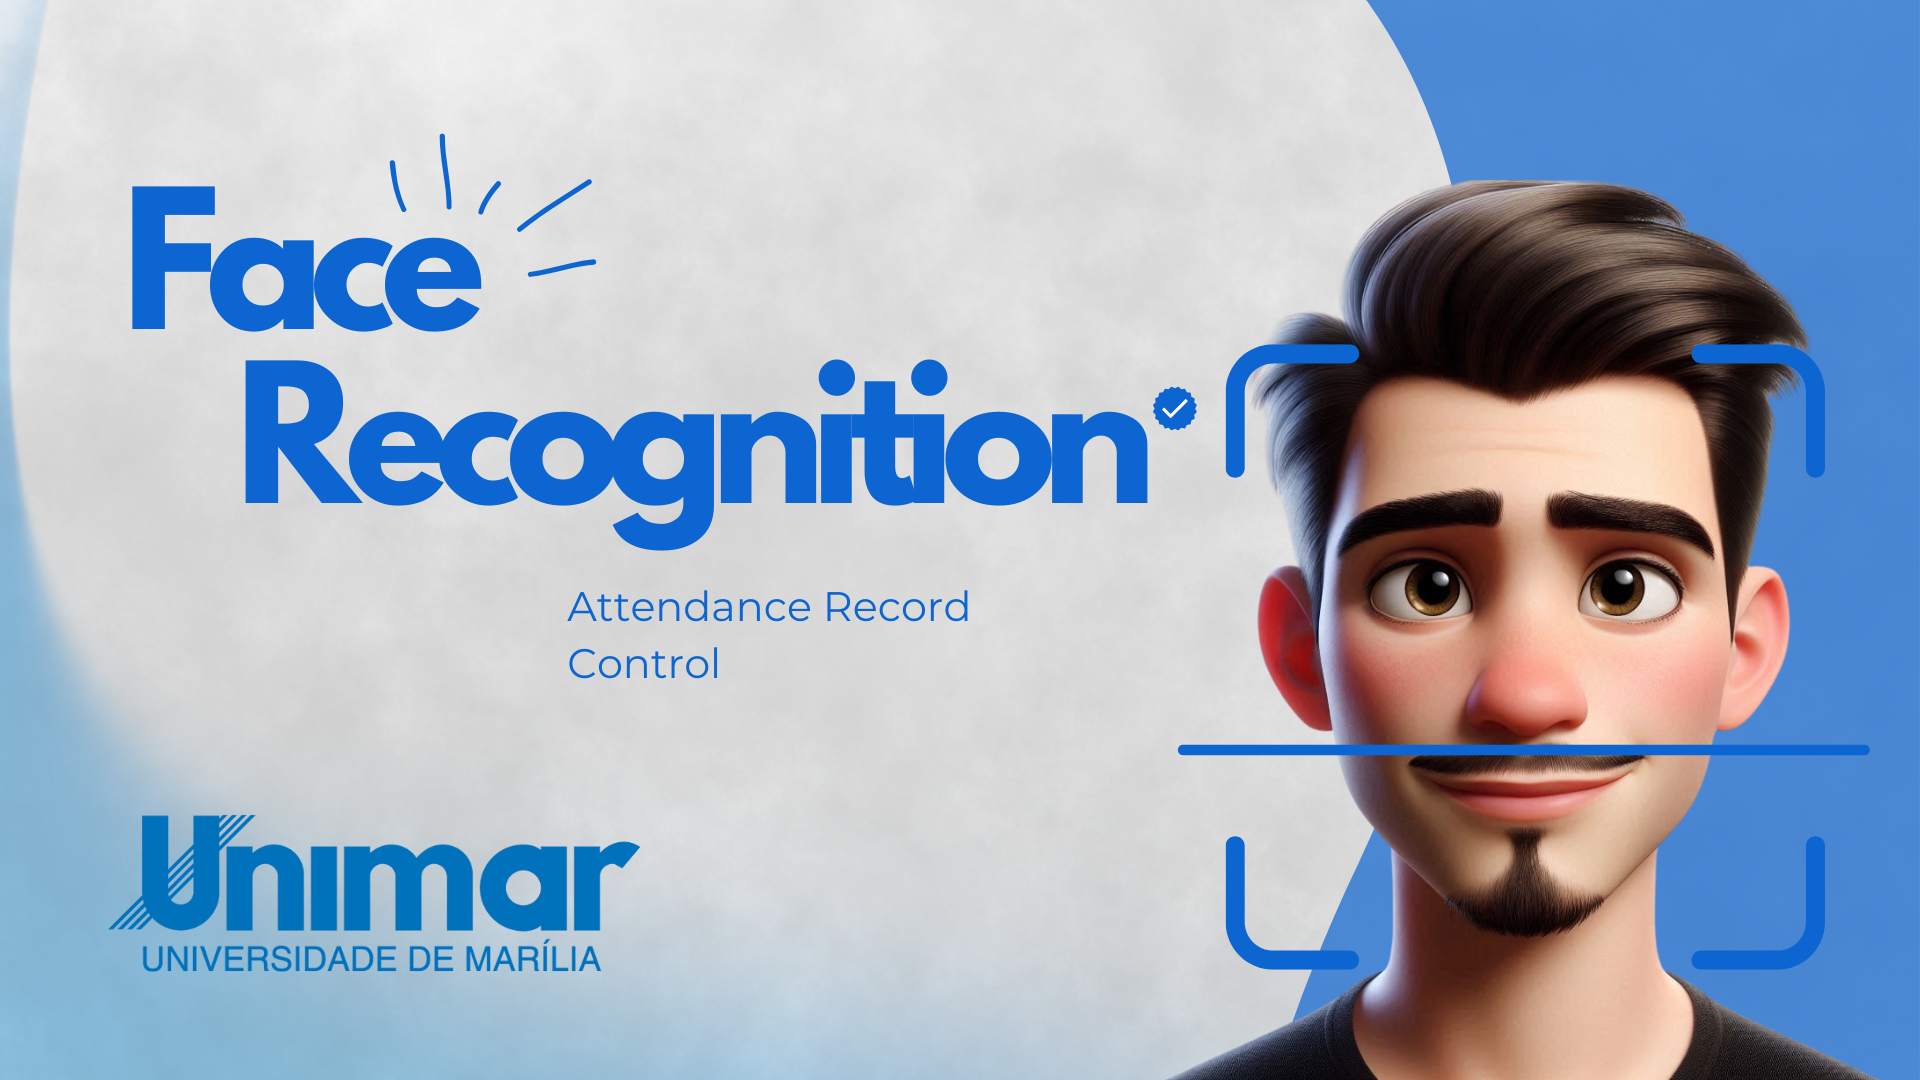 Face
Recognition
Attendance Record
Control
Unimar
UNIVERSIDADE DE MARÍLIA